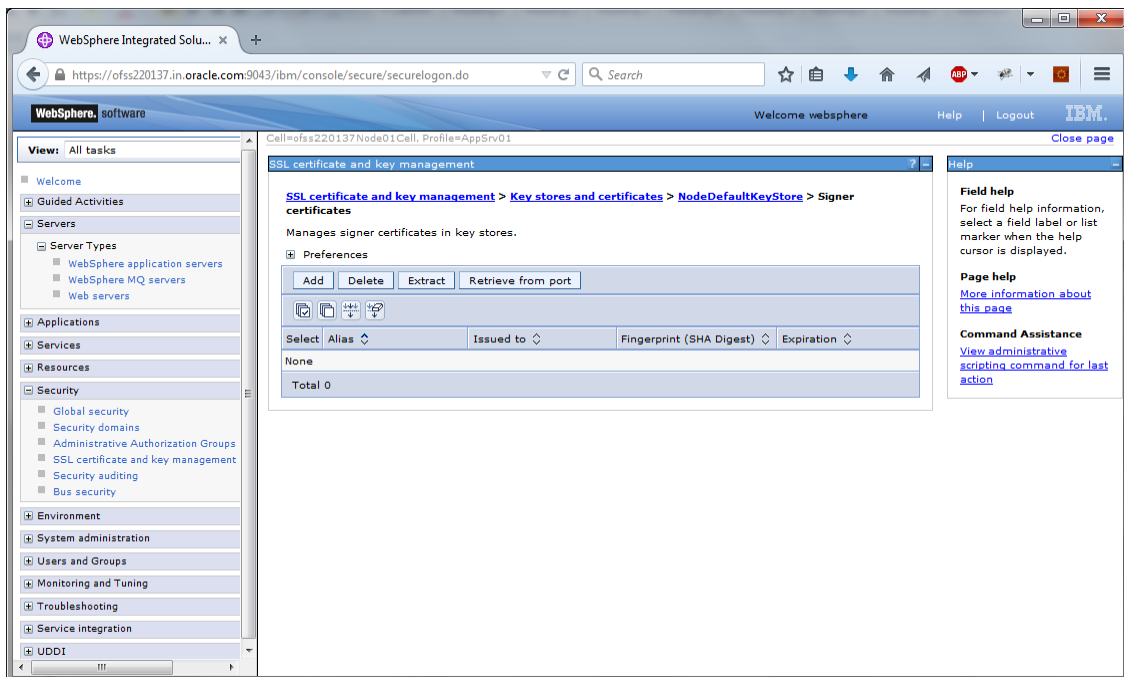 WebSphere Integrated Solu... ×
+
https://ofss220137.in.oracle.com:9043/ibm/console/secure/securelogon.do
Search
ABP
WebSphere. software
Welcome websphere
Help | Logout
IBM.
View: All tasks
Welcome
Guided Activities
Servers
Server Types
WebSphere application servers
WebSphere MQ servers
Web servers
Applications
Services
Resources
Security
Global security
Security domains
Administrative Authorization Groups
SSL certificate and key management
Security auditing
Bus security
Environment
System administration
Users and Groups
Monitoring and Tuning
Troubleshooting
Service integration
UDDI
Cell=ofss220137Node01Cell, Profile=AppSrv01
Close page
SSL certificate and key management
? -
SSL certificate and key management > Key stores and certificates > NodeDefaultKeyStore > Signer
certificates
Manages signer certificates in key stores.
Preferences
Add Delete Extract Retrieve from port
Select Alias Issued to Fingerprint (SHA Digest) Expiration
None
Total 0
Help
Field help
For field help information,
select a field label or list
marker when the help
cursor is displayed.
Page help
More information about
this page
Command Assistance
View administrative
scripting command for last
action